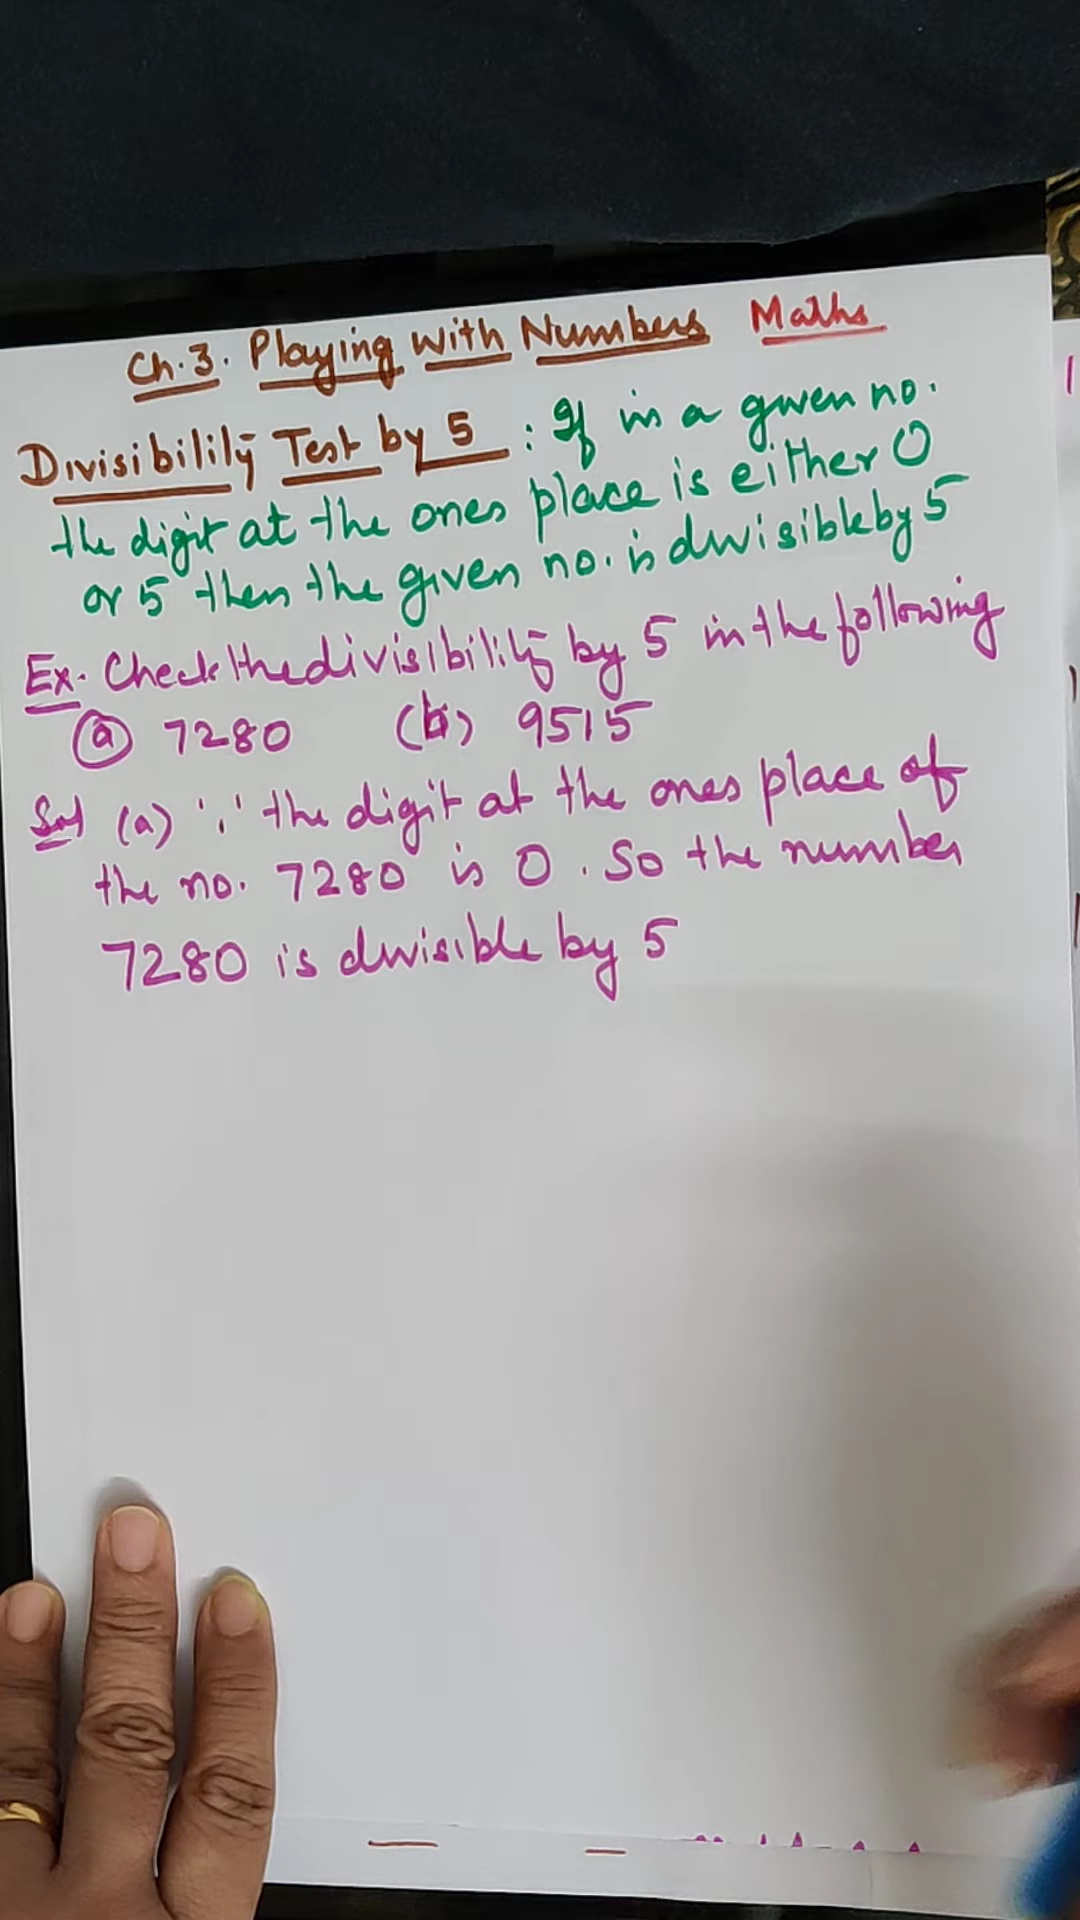 Ch.3. Playing With Numbers Maths
Divisibility Test by 5 : If in a given no.
the digit at the ones place is either 0
or 5 then the given no. is divisible by 5
Ex. Check the divisibility by 5 in the following
(a) 7280 (b) 9515
Sol (a) ∵ the digit at the ones place of
the no. 7280 is 0. So the number
7280 is divisible by 5